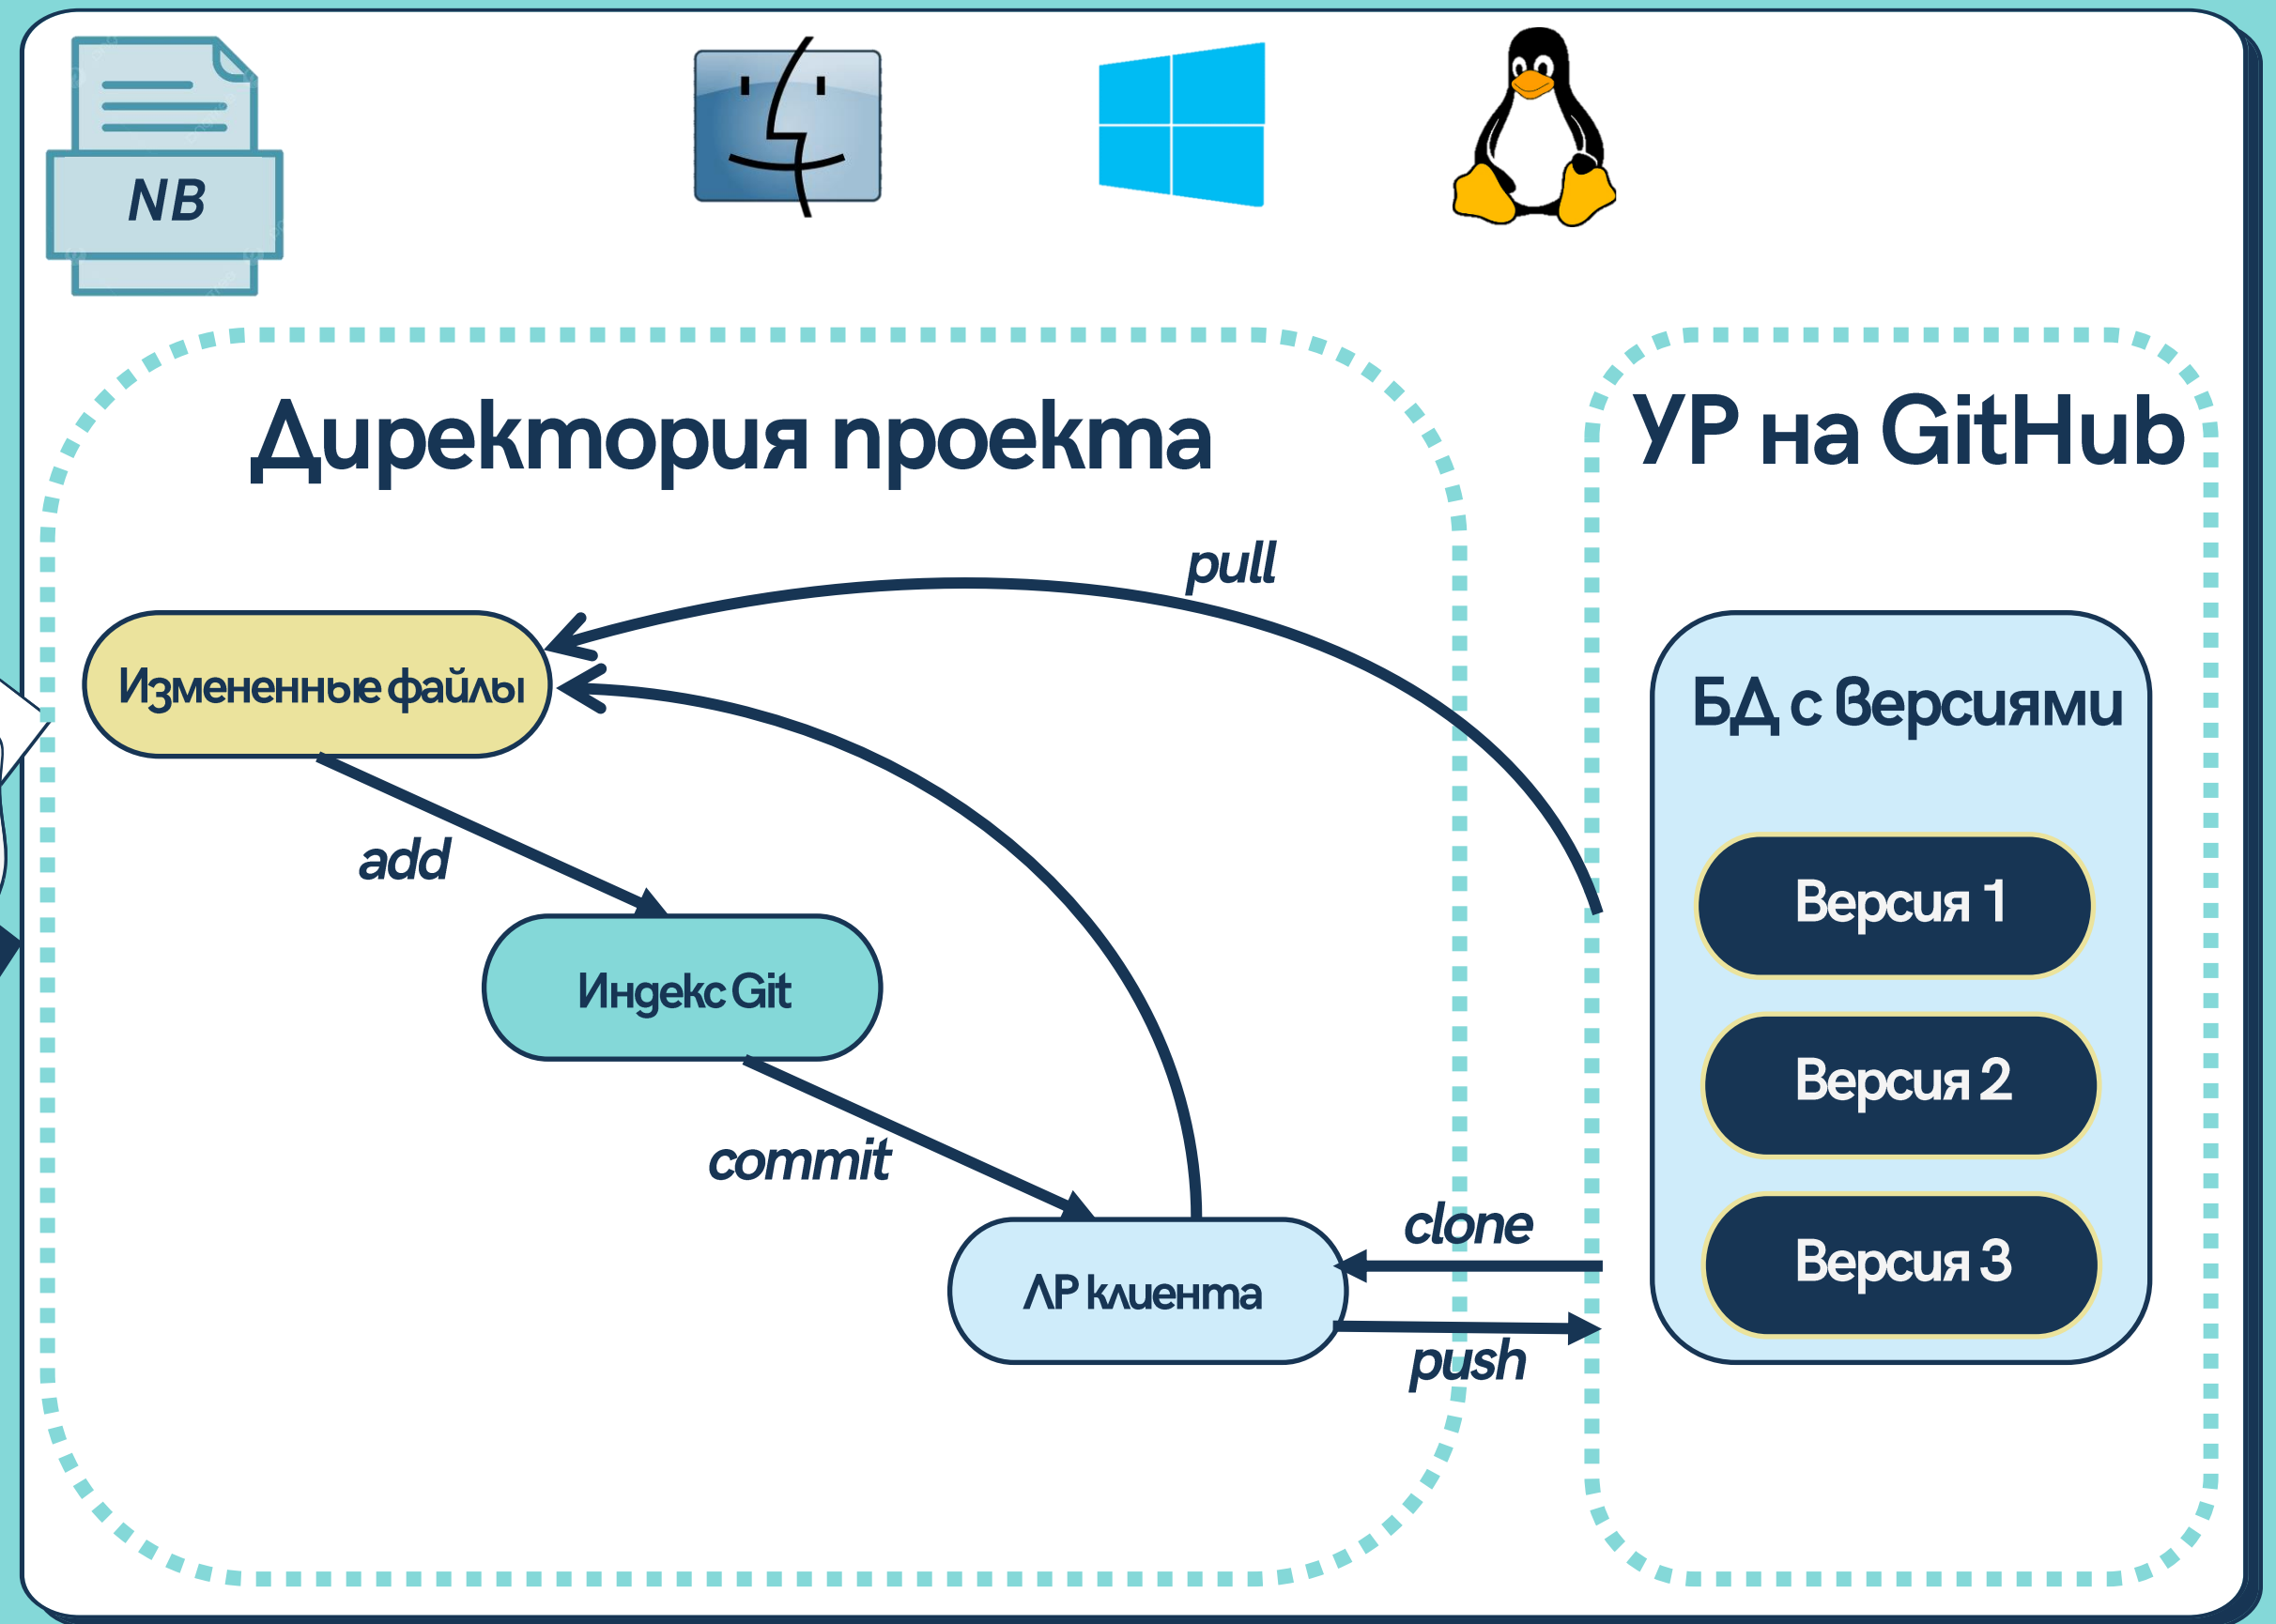 NB
Директория проекта
УР на GitHub
pull
Измененные файлы
БД с версиями
add
Версия 1
Индекс Git
Версия 2
commit
clone
Версия 3
ЛР клиента
push